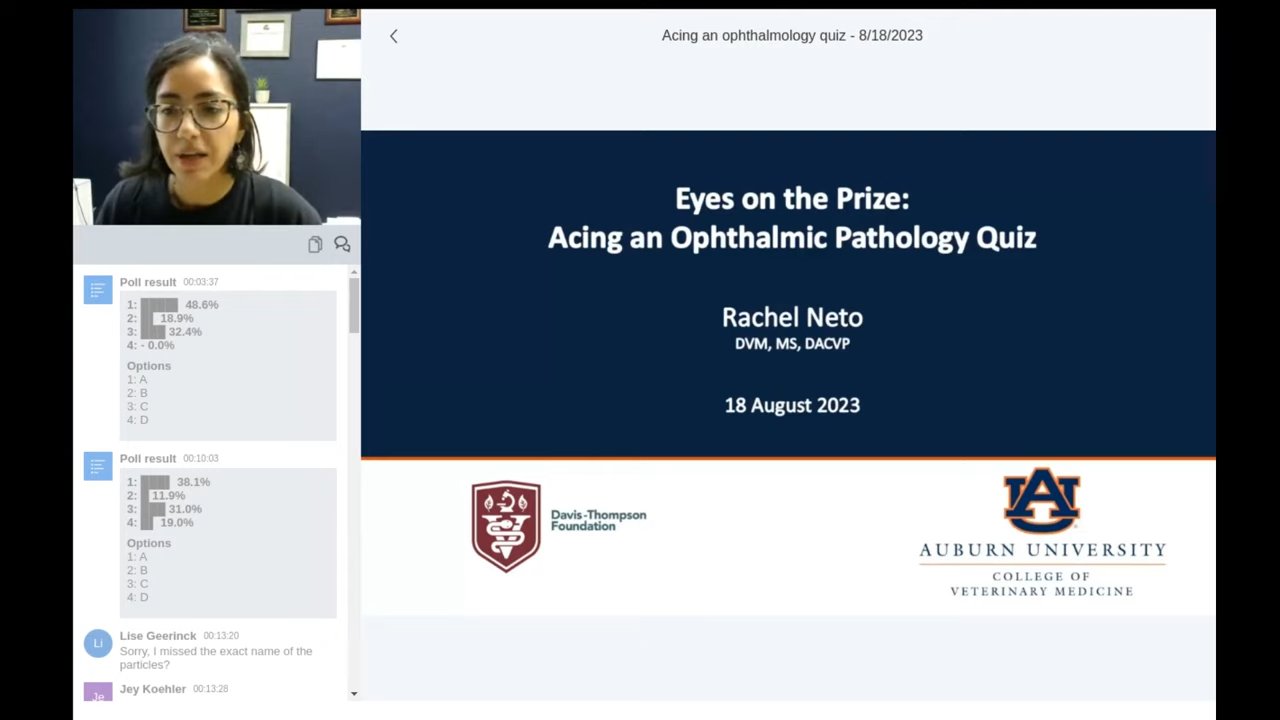 Acing an ophthalmology quiz - 8/18/2023
Eyes on the Prize:
Acing an Ophthalmic Pathology Quiz
Rachel Neto
DVM, MS, DACVP
18 August 2023
Davis-Thompson
Foundation
AUBURN UNIVERSITY
COLLEGE OF
VETERINARY MEDICINE
Poll result 00:03:37
1: 48.6%
2: 18.9%
3: 32.4%
4: - 0.0%
Options
1: A
2: B
3: C
4: D
Poll result 00:10:03
1: 38.1%
2: 11.9%
3: 31.0%
4: 19.0%
Options
1: A
2: B
3: C
4: D
Li
Lise Geerinck 00:13:20
Sorry, I missed the exact name of the
particles?
Je
Jey Koehler 00:13:28